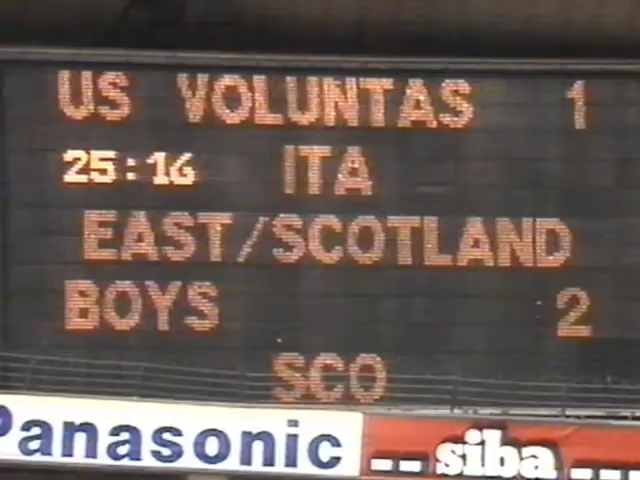 US VOLUNTAS 1
25:16 ITA
EAST/SCOTLAND
BOYS 2
SCO
Panasonic -- siba --